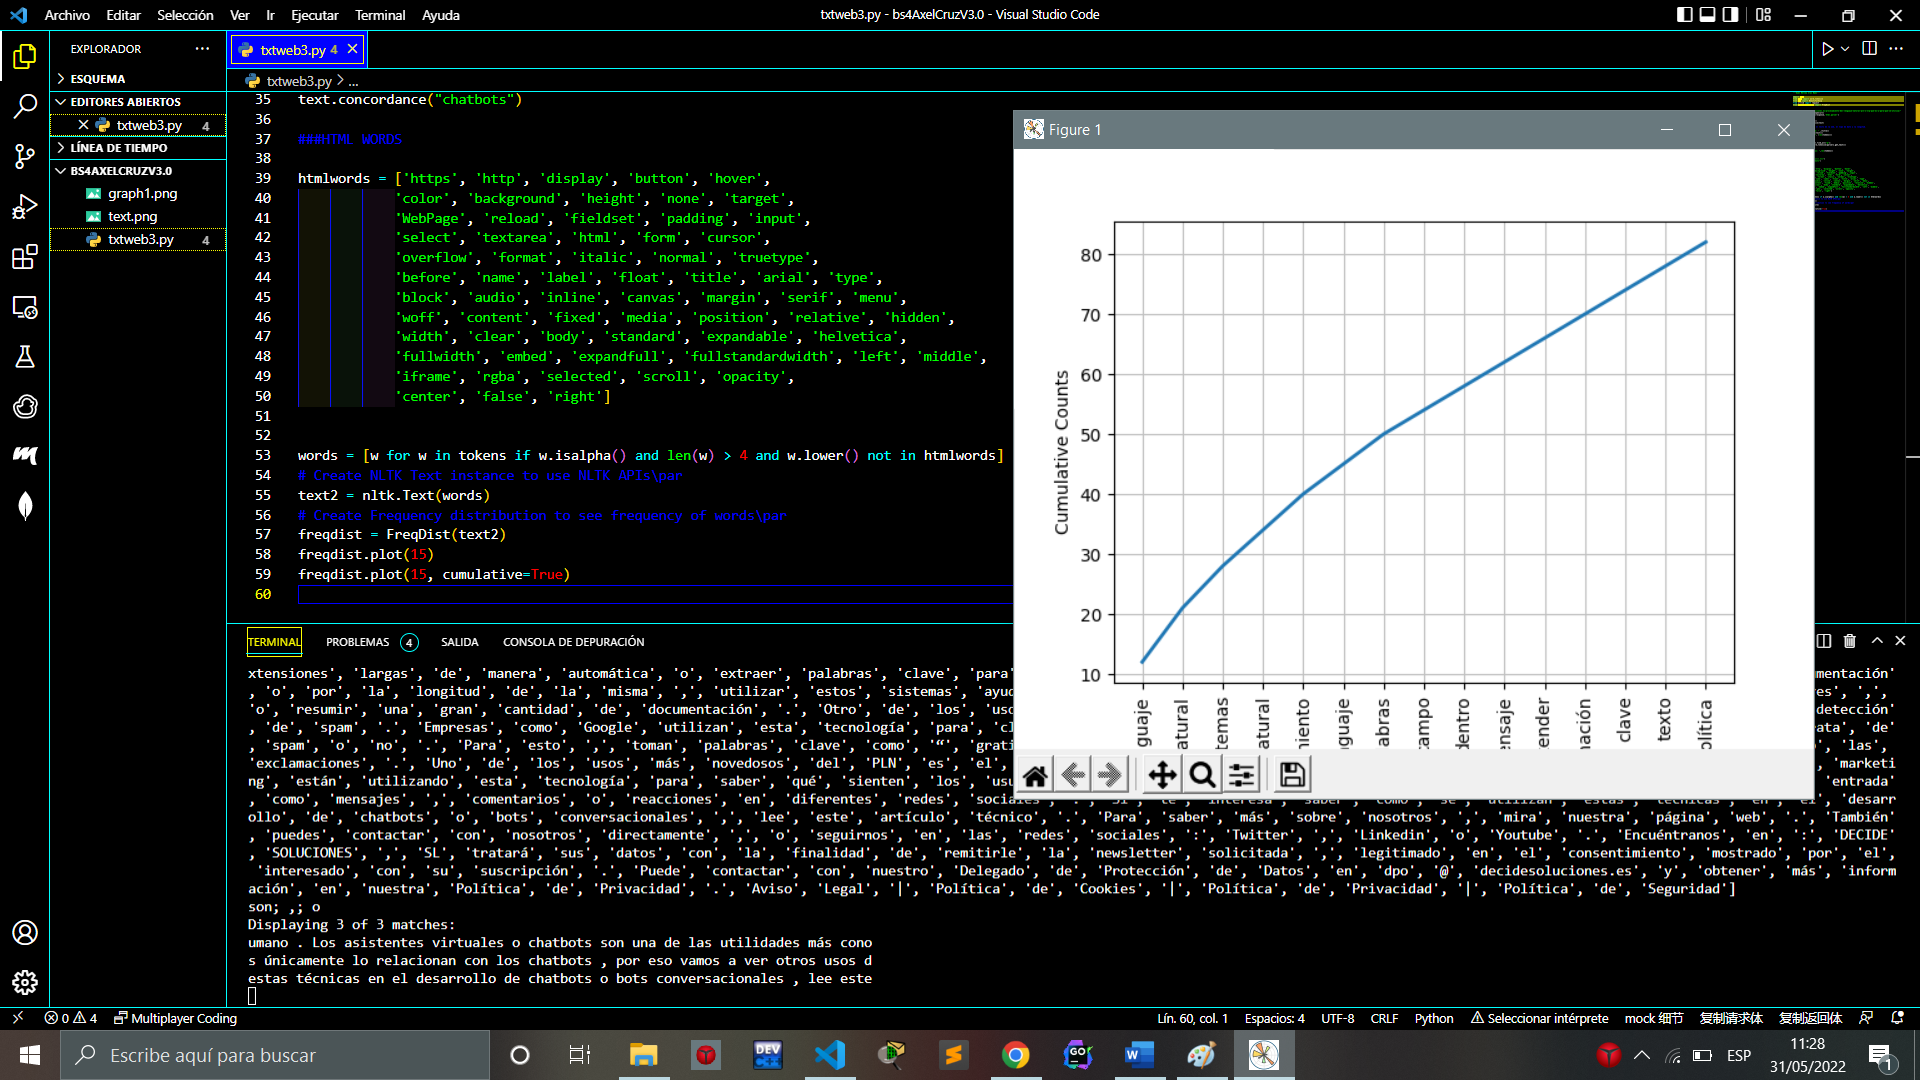 Archivo Editar Selección Ver Ir Ejecutar Terminal Ayuda
txtweb3.py - bs4AxelCruzV3.0 - Visual Studio Code
EXPLORADOR
ESQUEMA
EDITORES ABIERTOS
txtweb3.py 4
LÍNEA DE TIEMPO
BS4AXELCRUZV3.0
graph1.png
text.png
txtweb3.py 4
txtweb3.py 4
txtweb3.py > ...
35 text.concordance("chatbots")
36
37 ###HTML WORDS
38
39 htmlwords = ['https', 'http', 'display', 'button', 'hover',
40 'color', 'background', 'height', 'none', 'target',
41 'WebPage', 'reload', 'fieldset', 'padding', 'input',
42 'select', 'textarea', 'html', 'form', 'cursor',
43 'overflow', 'format', 'italic', 'normal', 'truetype',
44 'before', 'name', 'label', 'float', 'title', 'arial', 'type',
45 'block', 'audio', 'inline', 'canvas', 'margin', 'serif', 'menu',
46 'woff', 'content', 'fixed', 'media', 'position', 'relative', 'hidden',
47 'width', 'clear', 'body', 'standard', 'expandable', 'helvetica',
48 'fullwidth', 'embed', 'expandfull', 'fullstandardwidth', 'left', 'middle',
49 'iframe', 'rgba', 'selected', 'scroll', 'opacity',
50 'center', 'false', 'right']
51
52
53 words = [w for w in tokens if w.isalpha() and len(w) > 4 and w.lower() not in htmlwords]
54 # Create NLTK Text instance to use NLTK APIs\par
55 text2 = nltk.Text(words)
56 # Create Frequency distribution to see frequency of words\par
57 freqdist = FreqDist(text2)
58 freqdist.plot(15)
59 freqdist.plot(15, cumulative=True)
60
Figure 1
Cumulative Counts
80
70
60
50
40
30
20
10
guaje
atural
temas
atural
miento
guaje
abras
campo
dentro
ensaje
ender
nación
clave
texto
olítica
TERMINAL PROBLEMAS 4 SALIDA CONSOLA DE DEPURACIÓN
xtensiones', 'largas', 'de', 'manera', 'automática', 'o', 'extraer', 'palabras', 'clave', 'para' mentación'
, 'o', 'por', 'la', 'longitud', 'de', 'la', 'misma', ',', 'utilizar', 'estos', 'sistemas', 'ayud res', ',',
'o', 'resumir', 'una', 'gran', 'cantidad', 'de', 'documentación', '.', 'Otro', 'de', 'los', 'uso detección'
, 'de', 'spam', '.', 'Empresas', 'como', 'Google', 'utilizan', 'esta', 'tecnología', 'para', 'cl ata', 'de'
, 'spam', 'o', 'no', '.', 'Para', 'esto', ',', 'toman', 'palabras', 'clave', 'como', '“', 'grati o', 'las',
'exclamaciones', '.', 'Uno', 'de', 'los', 'usos', 'más', 'novedosos', 'del', 'PLN', 'es', 'el', 'marketi
ng', 'están', 'utilizando', 'esta', 'tecnología', 'para', 'saber', 'qué', 'sienten', 'los', 'usu 'entrada'
, 'como', 'mensajes', ',', 'comentarios', 'o', 'reacciones', 'en', 'diferentes', 'redes', 'sociales', '.', 'Si', 'te', 'interesa', 'saber', 'cómo', 'se', 'utilizan', 'estas', 'técnicas', 'en', 'el', 'desarr
ollo', 'de', 'chatbots', 'o', 'bots', 'conversacionales', ',', 'lee', 'este', 'artículo', 'técnico', '.', 'Para', 'saber', 'más', 'sobre', 'nosotros', ',', 'mira', 'nuestra', 'página', 'web', '.', 'También'
, 'puedes', 'contactar', 'con', 'nosotros', 'directamente', ',', 'o', 'seguirnos', 'en', 'las', 'redes', 'sociales', ':', 'Twitter', ',', 'Linkedin', 'o', 'Youtube', '.', 'Encuéntranos', 'en', ':', 'DECIDE'
, 'SOLUCIONES', ',', 'SL', 'tratará', 'sus', 'datos', 'con', 'la', 'finalidad', 'de', 'remitirle', 'la', 'newsletter', 'solicitada', ',', 'legitimado', 'en', 'el', 'consentimiento', 'mostrado', 'por', 'el',
'interesado', 'con', 'su', 'suscripción', '.', 'Puede', 'contactar', 'con', 'nuestro', 'Delegado', 'de', 'Protección', 'de', 'Datos', 'en', 'dpo', '@', 'decidesoluciones.es', 'y', 'obtener', 'más', 'inform
ación', 'en', 'nuestra', 'Política', 'de', 'Privacidad', '.', 'Aviso', 'Legal', '|', 'Política', 'de', 'Cookies', '|', 'Política', 'de', 'Privacidad', '|', 'Política', 'de', 'Seguridad']
son; ,; o
Displaying 3 of 3 matches:
umano . Los asistentes virtuales o chatbots son una de las utilidades más cono
s únicamente lo relacionan con los chatbots , por eso vamos a ver otros usos d
estas técnicas en el desarrollo de chatbots o bots conversacionales , lee este
0 4 Multiplayer Coding
Lín. 60, col. 1 Espacios: 4 UTF-8 CRLF Python Seleccionar intérprete mock 细节 复制请求体 复制返回体
Escribe aquí para buscar
DEV C++
GO
W
ESP
11:28
31/05/2022
1